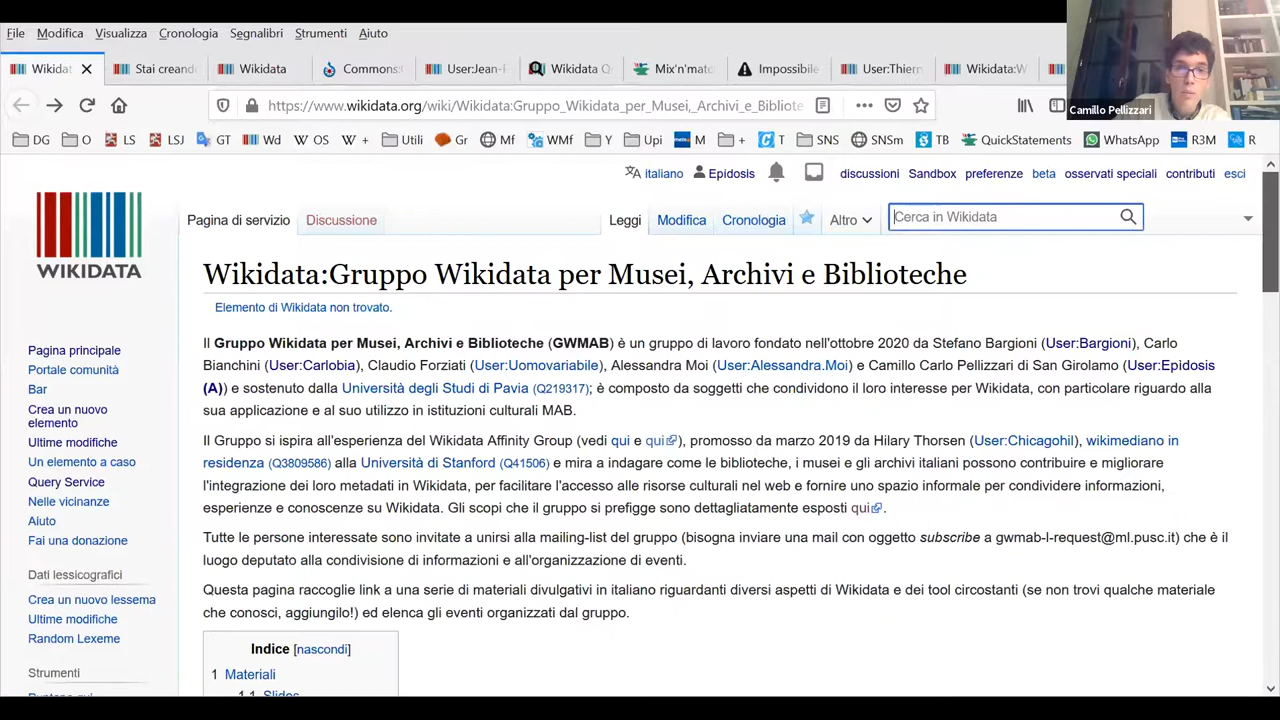 File Modifica Visualizza Cronologia Segnalibri Strumenti Aiuto
Wikidat Stai creand Wikidata Commons: User:Jean-F Wikidata Q Mix'n'mat Impossibile User:Thier Wikidata:W
https://www.wikidata.org/wiki/Wikidata:Gruppo_Wikidata_per_Musei,_Archivi_e_Bibliote
Camillo Pellizzari
DG O LS LSJ GT Wd OS + Utili Gr Mf WMf Y Upi M + T SNS SNSm TB QuickStatements WhatsApp R3M R
italiano Epidosis discussioni Sandbox preferenze beta osservati speciali contributi esci
Pagina di servizio Discussione Leggi Modifica Cronologia Altro Cerca in Wikidata
WIKIDATA
Wikidata:Gruppo Wikidata per Musei, Archivi e Biblioteche
Elemento di Wikidata non trovato.
Il Gruppo Wikidata per Musei, Archivi e Biblioteche (GWMAB) è un gruppo di lavoro fondato nell'ottobre 2020 da Stefano Bargioni (User:Bargioni), Carlo
Bianchini (User:Carlobia), Claudio Forziati (User:Uomovariabile), Alessandra Moi (User:Alessandra.Moi) e Camillo Carlo Pellizzari di San Girolamo (User:Epidosis
(A)) e sostenuto dalla Università degli Studi di Pavia (Q219317); è composto da soggetti che condividono il loro interesse per Wikidata, con particolare riguardo alla
sua applicazione e al suo utilizzo in istituzioni culturali MAB.
Il Gruppo si ispira all'esperienza del Wikidata Affinity Group (vedi qui e qui), promosso da marzo 2019 da Hilary Thorsen (User:Chicagohil), wikimediano in
residenza (Q3809586) alla Università di Stanford (Q41506) e mira a indagare come le biblioteche, i musei e gli archivi italiani possono contribuire e migliorare
l'integrazione dei loro metadati in Wikidata, per facilitare l'accesso alle risorse culturali nel web e fornire uno spazio informale per condividere informazioni,
esperienze e conoscenze su Wikidata. Gli scopi che il gruppo si prefigge sono dettagliatamente esposti qui.
Tutte le persone interessate sono invitate a unirsi alla mailing-list del gruppo (bisogna inviare una mail con oggetto subscribe a gwmab-l-request@ml.pusc.it) che è il
luogo deputato alla condivisione di informazioni e all'organizzazione di eventi.
Questa pagina raccoglie link a una serie di materiali divulgativi in italiano riguardanti diversi aspetti di Wikidata e dei tool circostanti (se non trovi qualche materiale
che conosci, aggiungilo!) ed elenca gli eventi organizzati dal gruppo.
Indice [nascondi]
1 Materiali
1.1 Slides
Pagina principale
Portale comunità
Bar
Crea un nuovo
elemento
Ultime modifiche
Un elemento a caso
Query Service
Nelle vicinanze
Aiuto
Fai una donazione
Dati lessicografici
Crea un nuovo lessema
Ultime modifiche
Random Lexeme
Strumenti